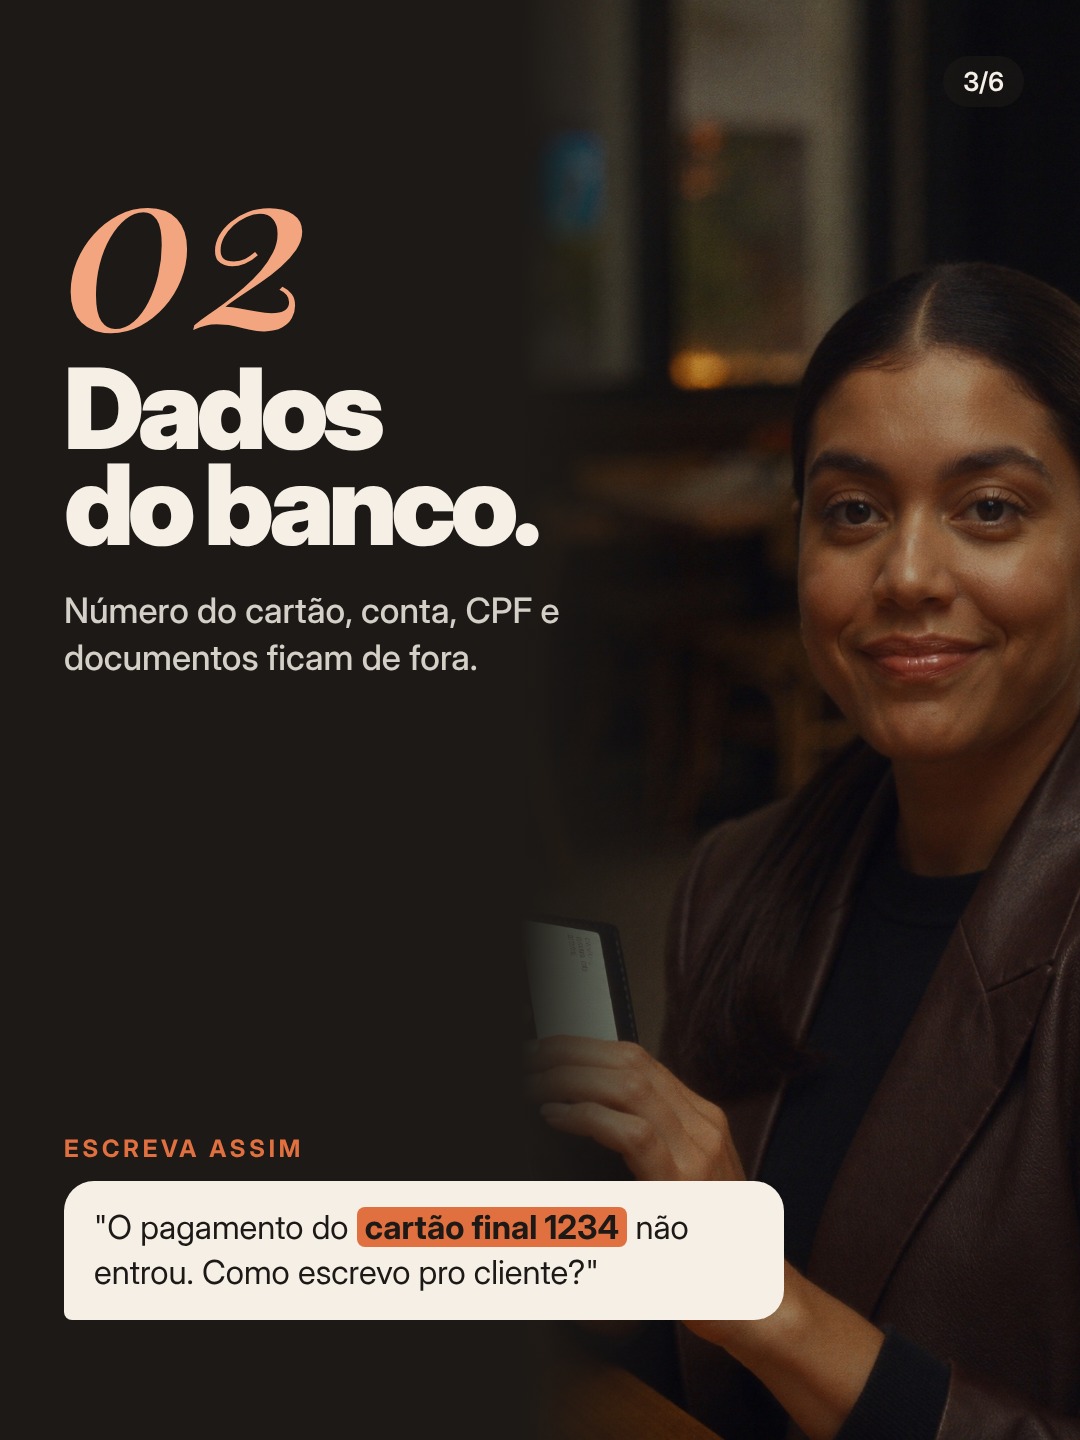 3/6
02
Dados
do banco.
Número do cartão, conta, CPF e
documentos ficam de fora.
ESCREVA ASSIM
"O pagamento do cartão final 1234 não
entrou. Como escrevo pro cliente?"